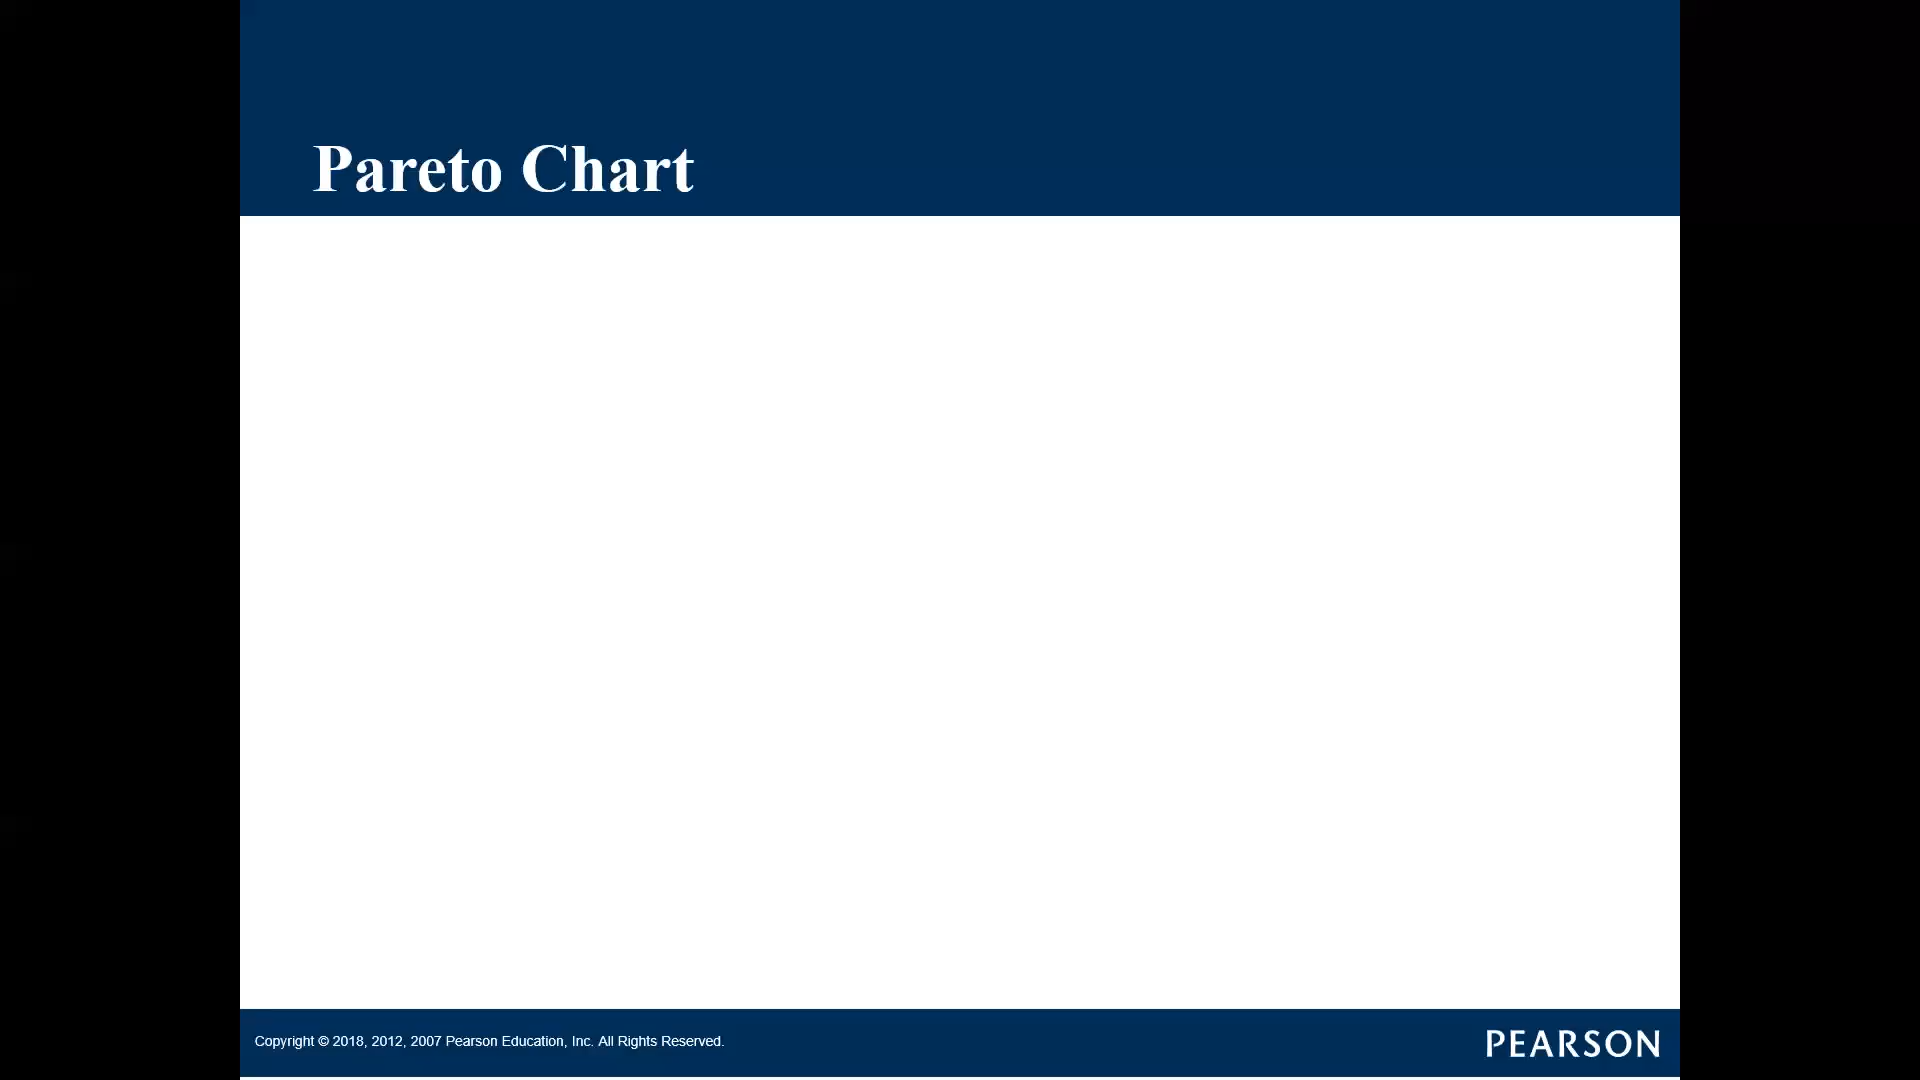 Pareto Chart
Copyright © 2018, 2012, 2007 Pearson Education, Inc. All Rights Reserved.
PEARSON